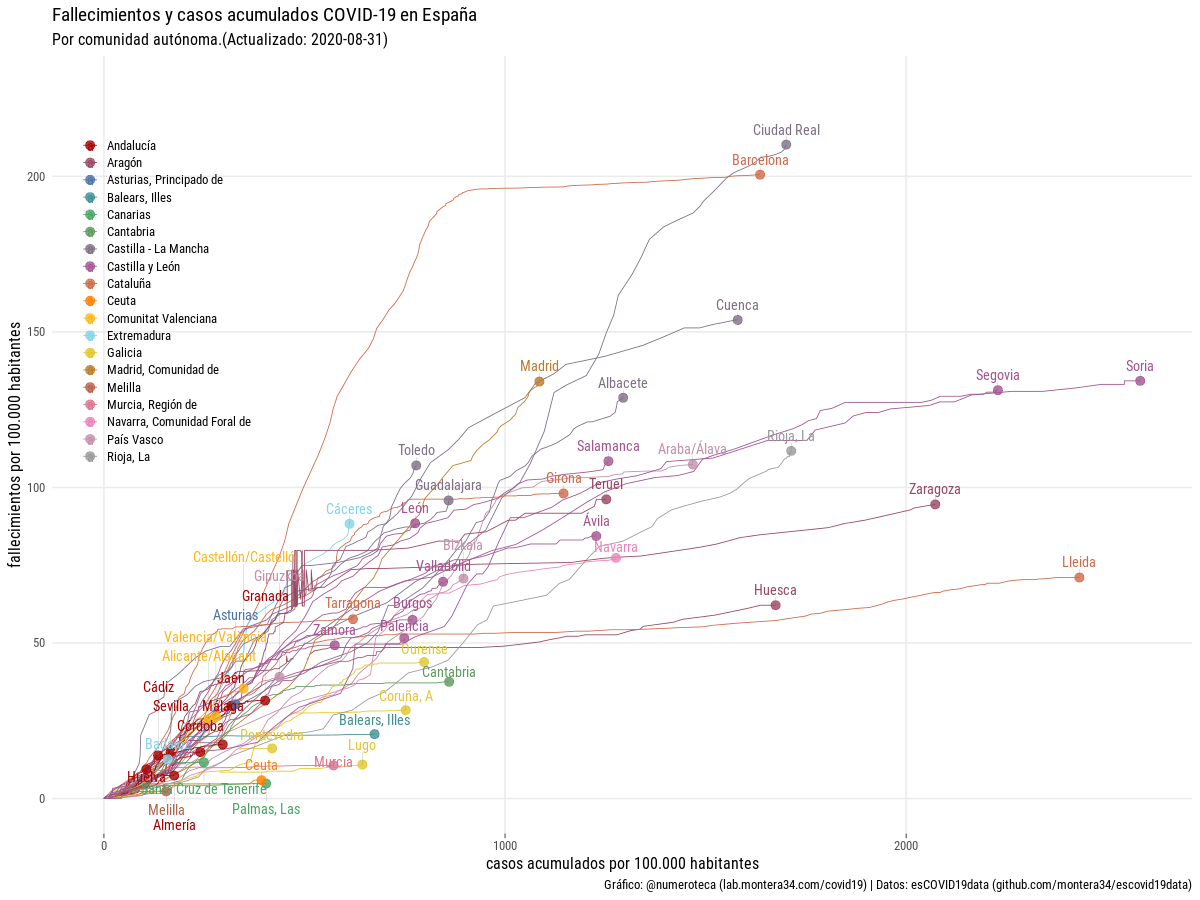 Fallecimientos y casos acumulados COVID-19 en España
Por comunidad autónoma.(Actualizado: 2020-08-31)
fallecimientos por 100.000 habitantes
200
150
100
50
0
Andalucía
Aragón
Asturias, Principado de
Balears, Illes
Canarias
Cantabria
Castilla - La Mancha
Castilla y León
Cataluña
Ceuta
Comunitat Valenciana
Extremadura
Galicia
Madrid, Comunidad de
Melilla
Murcia, Región de
Navarra, Comunidad Foral de
País Vasco
Rioja, La
Ciudad Real
Barcelona
Cuenca
Madrid
Albacete
Segovia
Soria
Toledo
Salamanca
Araba/Álava
Rioja, La
Guadalajara
Girona
Teruel
Zaragoza
Cáceres
León
Ávila
Bizkaia
Navarra
Castellón/Castelló
Gipuzkoa
Valladolid
Lleida
Granada
Huesca
Asturias
Tarragona
Burgos
Zamora
Palencia
Valencia/València
Alicante/Alacant
Ourense
Jaén
Cantabria
Cádiz
Sevilla
Málaga
Coruña, A
Córdoba
Balears, Illes
Pontevedra
Lugo
Ceuta
Murcia
Huelva
Santa Cruz de Tenerife
Melilla
Palmas, Las
Almería
0
1000
2000
casos acumulados por 100.000 habitantes
Gráfico: @numeroteca (lab.montera34.com/covid19) | Datos: esCOVID19data (github.com/montera34/escovid19data)